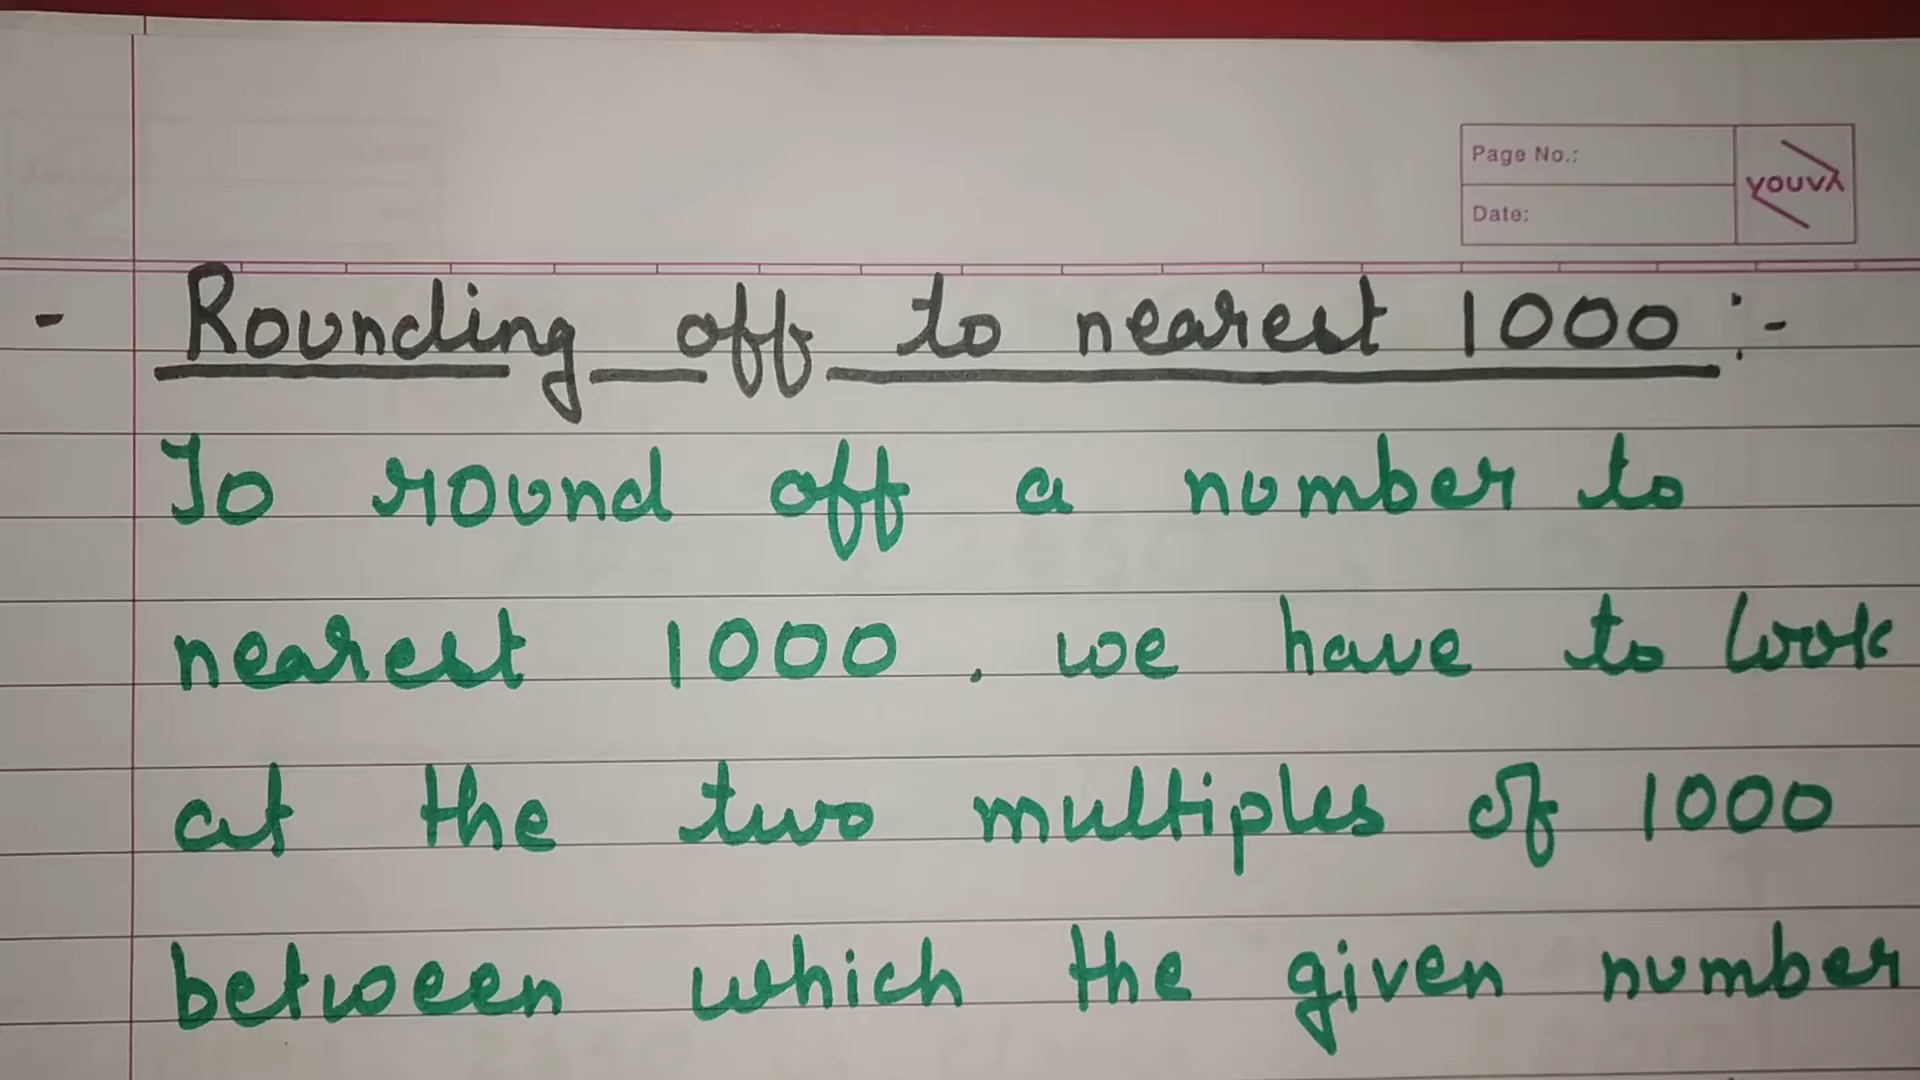 Page No.:
youva
Date:
- Rounding off to nearest 1000 :-
To round off a number to
nearest 1000 . we have to look
at the two multiples of 1000
between which the given number